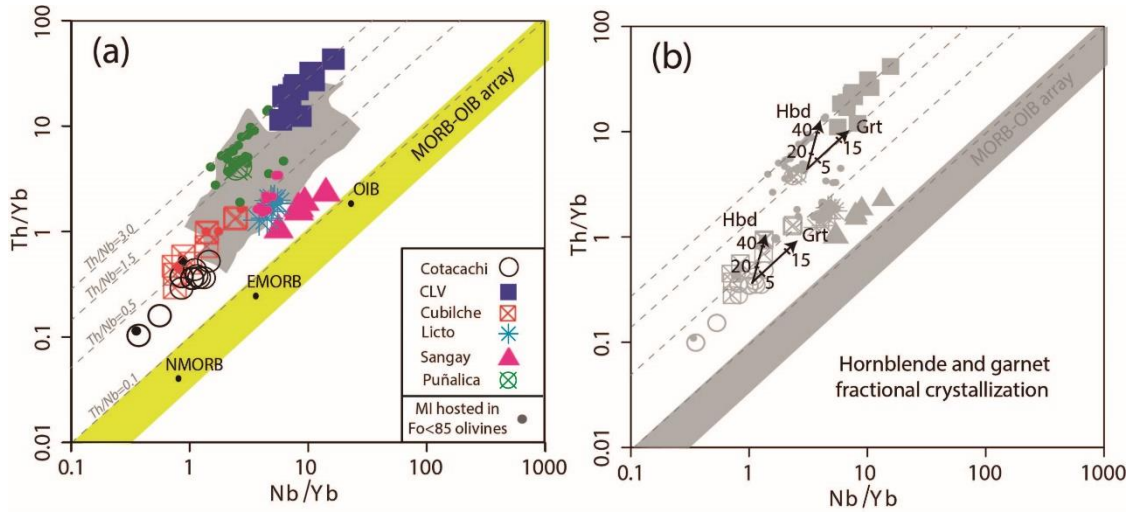 (a)
Th/Yb
100
10
1
0.1
0.01
0.1
1
10
100
1000
Nb/Yb
Th/Nb=3.0
Th/Nb=1.5
Th/Nb=0.5
Th/Nb=0.1
MORB-OIB array
OIB
EMORB
NMORB
Cotacachi
CLV
Cubilche
Licto
Sangay
Puñalica
MI hosted in
Fo<85 olivines
(b)
Th/Yb
100
10
1
0.1
0.01
0.1
1
10
100
1000
Nb/Yb
MORB-OIB array
Hbd
40
20
5
15
Grt
Hbd
40
20
5
15
Grt
Hornblende and garnet
fractional crystallization